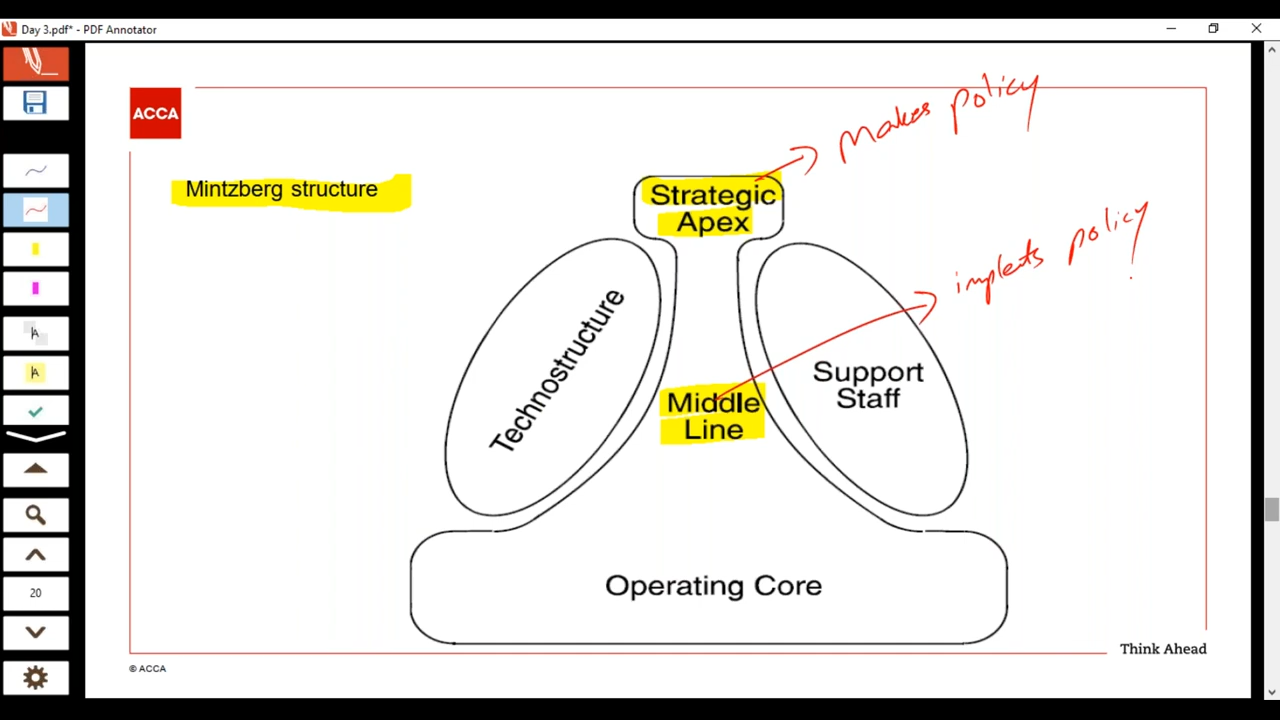 Day 3.pdf* - PDF Annotator
ACCA
Makes policy
Mintzberg structure
Strategic
Apex
implents policy
Technostructure
Support
Staff
Middle
Line
Operating Core
20
Think Ahead
© ACCA
A
A